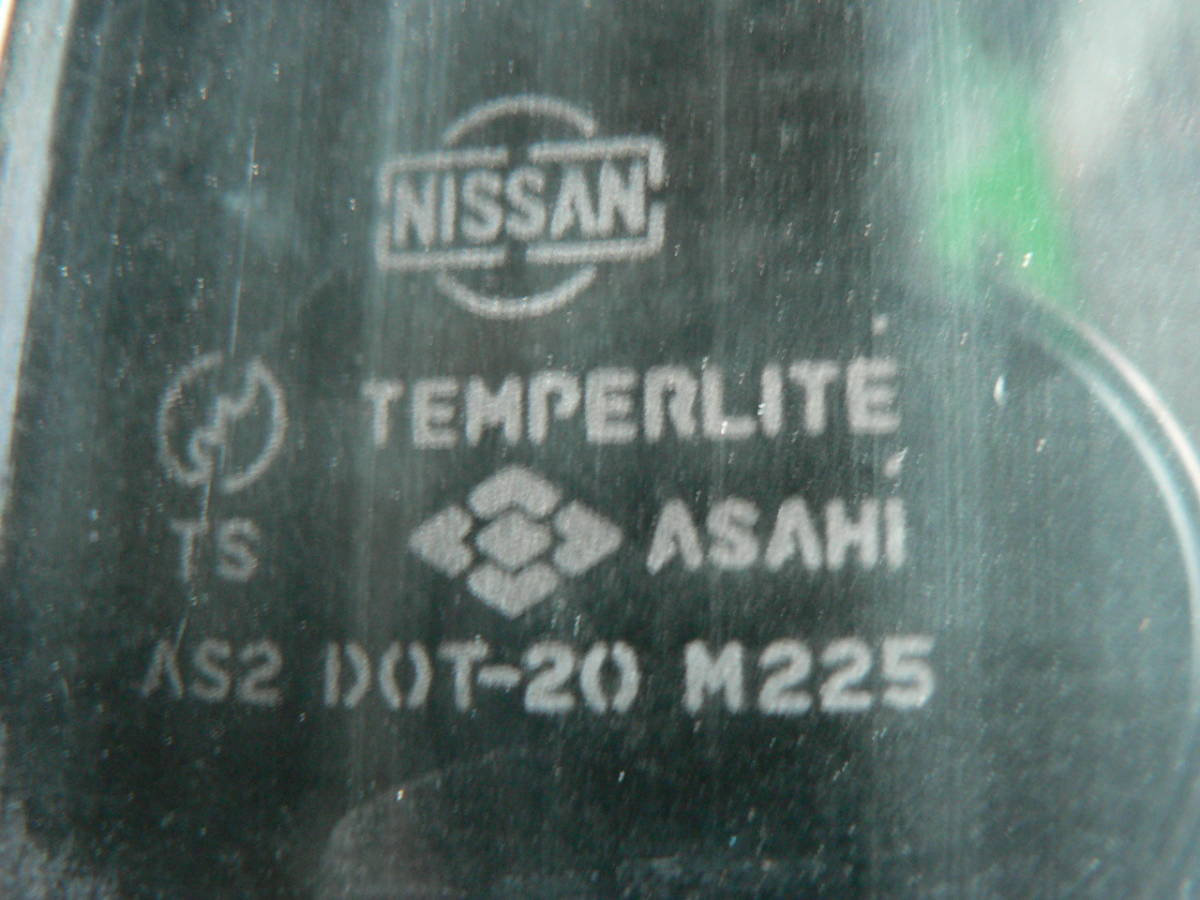 NISSAN
TEMPERLITE
TS
ASAHI
AS2 DOT-20 M225